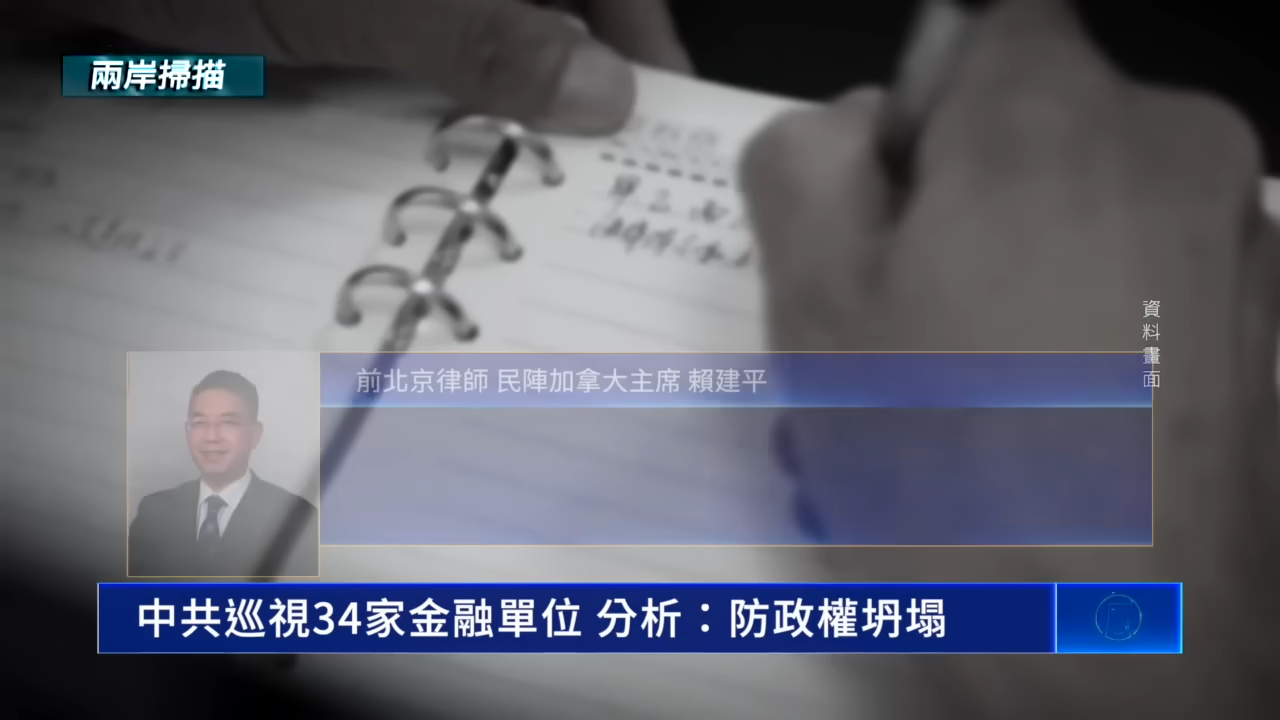 兩岸掃描
資料畫面
前北京律師 民陣加拿大主席 賴建平
中共巡視34家金融單位 分析：防政權坍塌